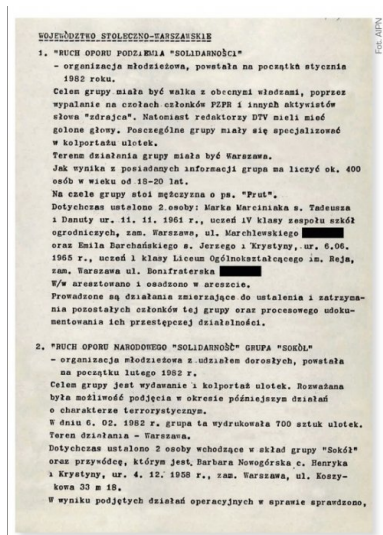 Fot. AIPN
WOJEWÓDZTWO STOŁECZNO-WARSZAWSKIE
1. "RUCH OPORU PODZIEMIA "SOLIDARNOŚCI"
- organizacja młodzieżowa, powstała na początku stycznia
1982 roku.
Celem grupy miała być walka z obecnymi władzami, poprzez
wypalanie na czołach członków PZPR i innych aktywistów
słowa "zdrajca". Natomiast redaktorzy DTV mieli mieć
golone głowy. Poszczególne grupy miały się specjalizować
w kolportażu ulotek.
Terenem działania grupy miała być Warszawa.
Jak wynika z posiadanych informacji grupa ma liczyć ok. 400
osób w wieku od 18-20 lat.
Na czele grupy stoi mężczyzna o ps. "Prut".
Dotychczas ustalono 2.osoby: Marka Marciniaka s. Tadeusza
i Danuty ur. 11. 11. 1961 r., uczeń IV klasy zespołu szkół
ogrodniczych, zam. Warszawa, ul. Marchlewskiego
oraz Emila Barchańskiego s. Jerzego i Krystyny, ur. 6.06.
1965 r., uczeń 1 klasy Liceum Ogólnokształcącego im. Reja,
zam. Warszawa ul. Bonifraterska
W/w aresztowano i osadzono w areszcie.
Prowadzone są działania zmierzające do ustalenia i zatrzyma-
nia pozostałych członków tej grupy oraz procesowego udoku-
mentowania ich przestępczej działalności.
2. "RUCH OPORU NARODOWEGO "SOLIDARNOŚĆ" GRUPA "SOKÓŁ"
- organizacja młodzieżowa z udziałem dorosłych, powstała
na początku lutego 1982 r.
Celem grupy jest wydawanie i kolportaż ulotek. Rozważana
była możliwość podjęcia w okresie późniejszym działań
o charakterze terrorystycznym.
W dniu 6. 02. 1982 r. grupa ta wydrukowała 700 sztuk ulotek.
Teren działania - Warszawa.
Dotychczas ustalono 2 osoby wchodzące w skład grupy "Sokół"
oraz przywódcę, którym jest Barbara Nowogórska c. Henryka
i Krystyny, ur. 4. 12. 1958 r., zam. Warszawa, ul. Koszy-
kowa 33 m 18.
W wyniku podjętych działań operacyjnych w sprawie sprawdzono,